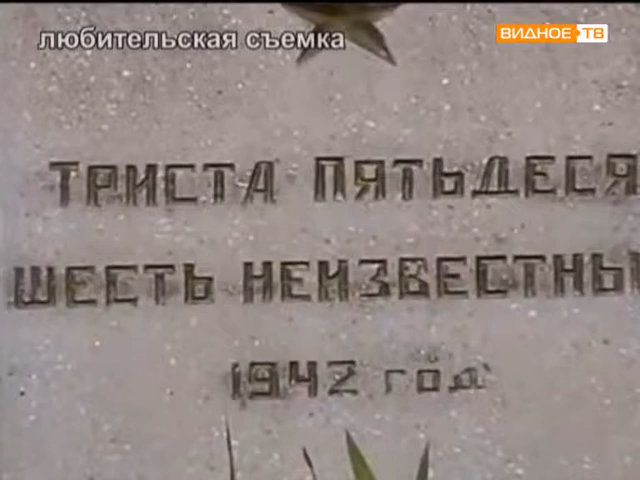 любительская съемка
ВИДНОЕ ТВ
ТРИСТА ПЯТЬДЕСЯ
ШЕСТЬ НЕИЗВЕСТНЫ
1942 год